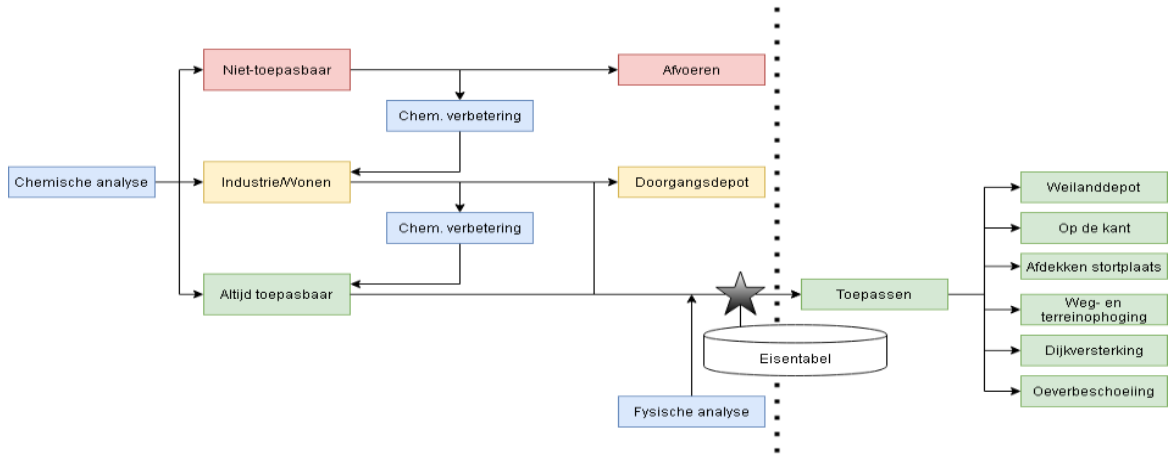 Niet-toepasbaar
Afvoeren
Chem. verbetering
Chemische analyse
Industrie/Wonen
Doorgangsdepot
Chem. verbetering
Altijd toepasbaar
Toepassen
Eisentabel
Fysische analyse
Weilanddepot
Op de kant
Afdekken stortplaats
Weg- en
terreinophoging
Dijkversterking
Oeverbeschoeiing